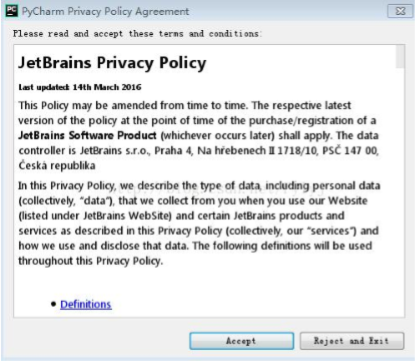 PyCharm Privacy Policy Agreement
Please read and accept these terms and conditions:
JetBrains Privacy Policy
Last updated: 14th March 2016
This Policy may be amended from time to time. The respective latest
version of the policy at the point of time of the purchase/registration of a
JetBrains Software Product (whichever occurs later) shall apply. The data
controller is JetBrains s.r.o., Praha 4, Na hřebenech II 1718/10, PSČ 147 00,
Česká republika
In this Privacy Policy, we describe the type of data, including personal data
(collectively, "data"), that we collect from you when you use our Website
(listed under JetBrains WebSite) and certain JetBrains products and
services as described in this Privacy Policy (collectively, our "services") and
how we use and disclose that data. The following definitions will be used
throughout this Privacy Policy.
• Definitions
Accept
Reject and Exit